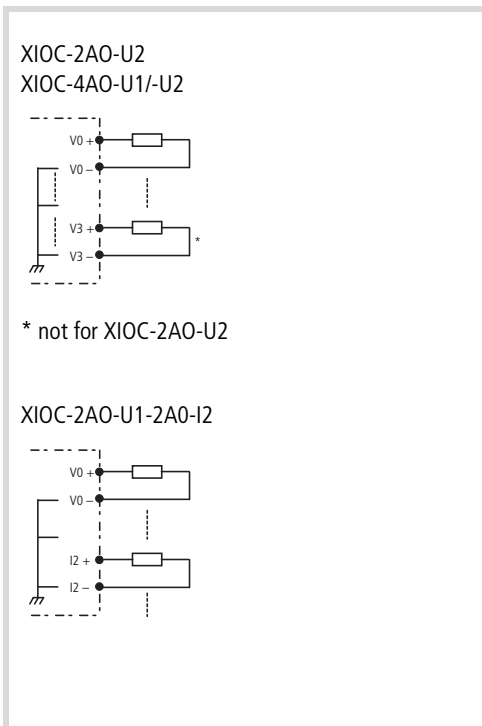 XIOC-2AO-U2
XIOC-4AO-U1/-U2
V0 +
V0 –
V3 +
*
V3 –
* not for XIOC-2AO-U2
XIOC-2AO-U1-2A0-I2
V0 +
V0 –
I2 +
I2 –